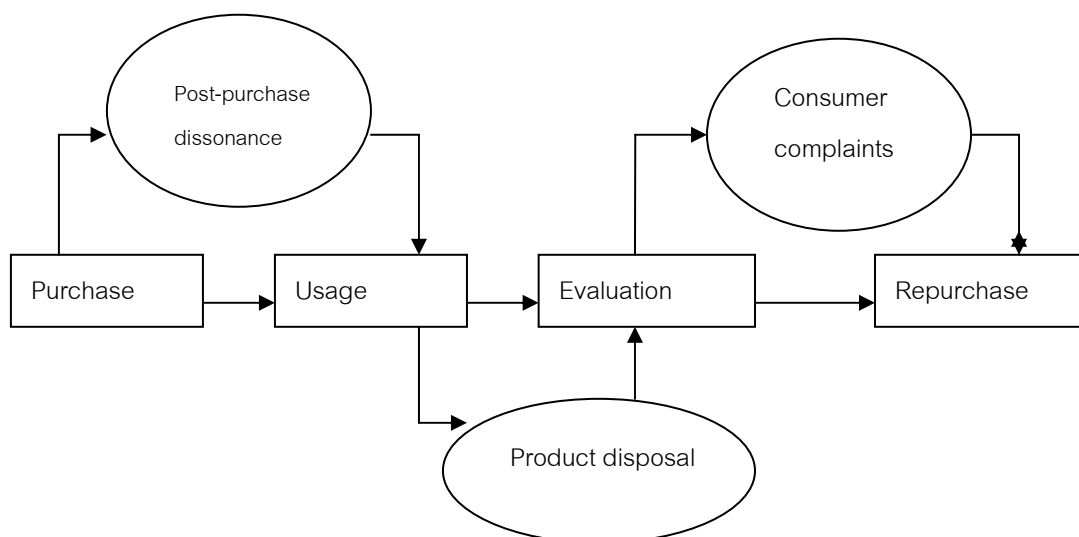 Post-purchase
dissonance
Consumer
complaints
Purchase
Usage
Evaluation
Repurchase
Product disposal